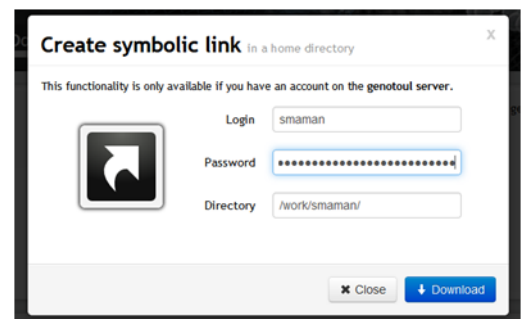 Create symbolic link in a home directory
x
This functionality is only available if you have an account on the genotoul server.
Login smaman
Password ••••••••••••••••••••••••••
Directory /work/smaman/
✖ Close
Download